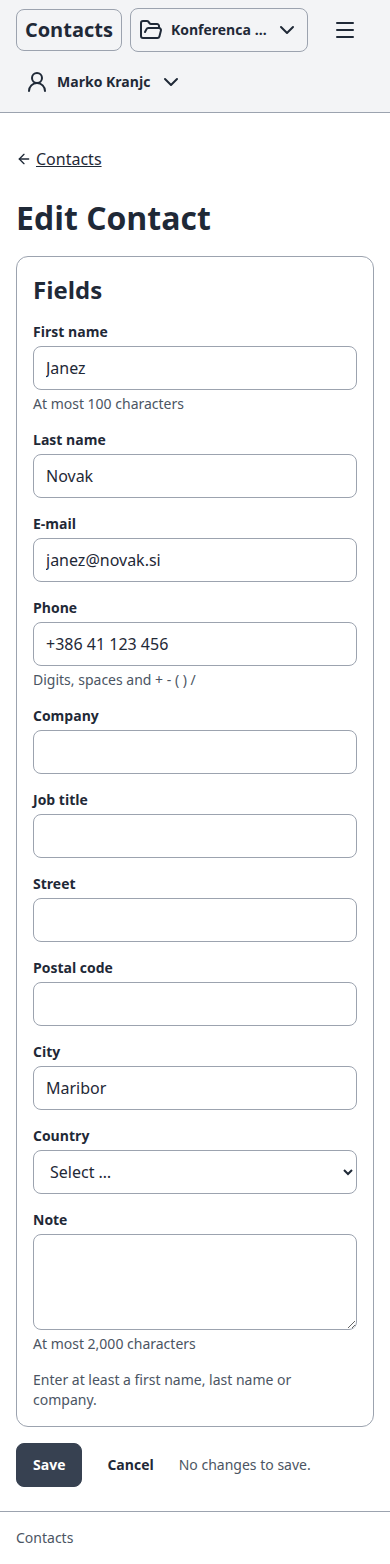 Contacts
Konferenca ...
Marko Kranjc
← Contacts
Edit Contact
Fields
First name
Janez
At most 100 characters
Last name
Novak
E-mail
janez@novak.si
Phone
+386 41 123 456
Digits, spaces and + - ( ) /
Company
Job title
Street
Postal code
City
Maribor
Country
Select ...
Note
At most 2,000 characters
Enter at least a first name, last name or
company.
Save
Cancel
No changes to save.
Contacts